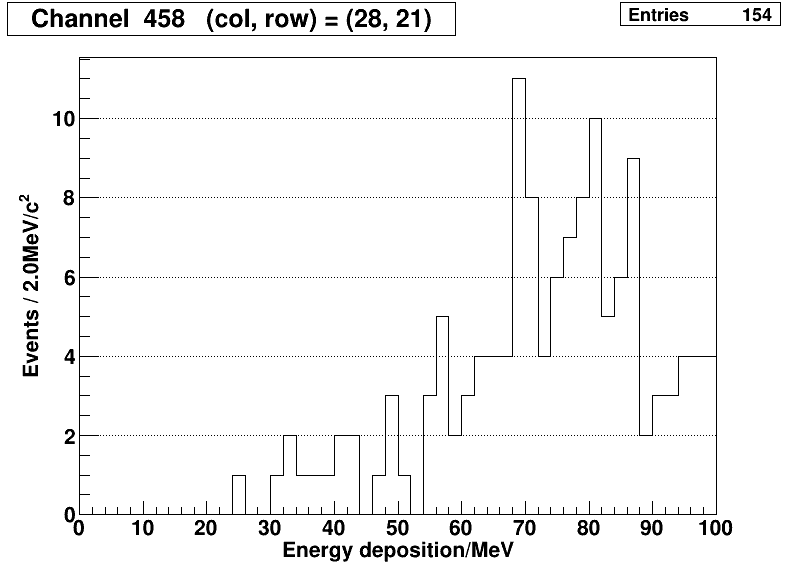 Channel 458 (col, row) = (28, 21)
Entries 154
Events / 2.0MeV/c²
10
8
6
4
2
0
0 10 20 30 40 50 60 70 80 90 100
Energy deposition/MeV